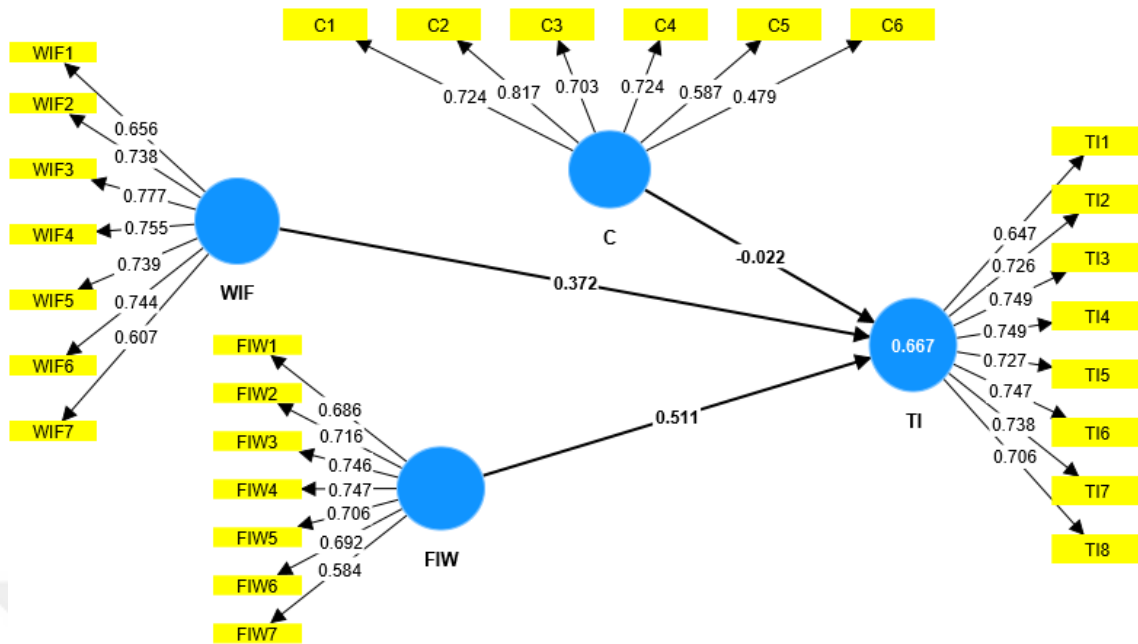 C1 C2 C3 C4 C5 C6
0.724 0.817 0.703 0.724 0.587 0.479
C
WIF1
WIF2
WIF3
WIF4
WIF5
WIF6
WIF7
0.656
0.738
0.777
0.755
0.739
0.744
0.607
WIF
-0.022
0.372
0.511
FIW1
FIW2
FIW3
FIW4
FIW5
FIW6
FIW7
0.686
0.716
0.746
0.747
0.706
0.692
0.584
FIW
0.667
TI
0.647
0.726
0.749
0.749
0.727
0.747
0.738
0.706
TI1
TI2
TI3
TI4
TI5
TI6
TI7
TI8